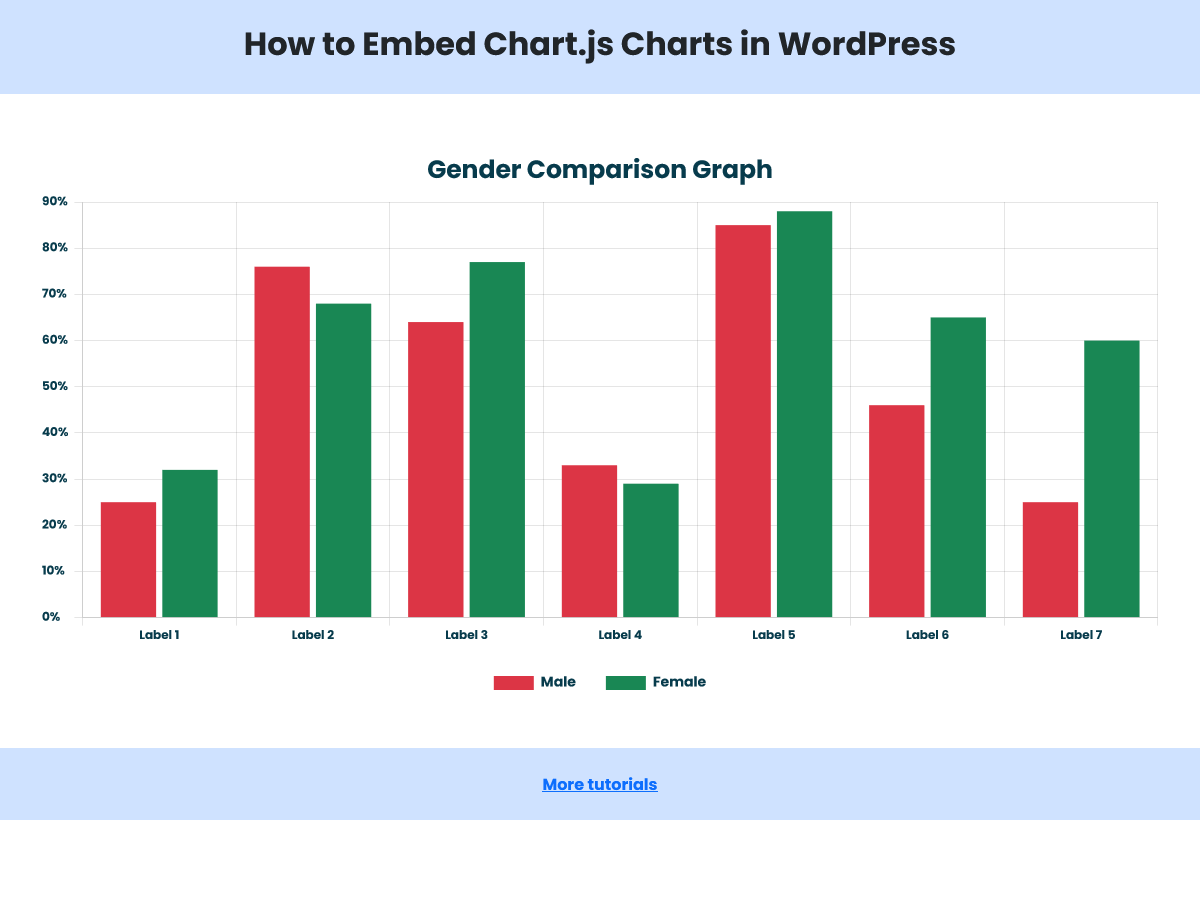 How to Embed Chart.js Charts in WordPress
Gender Comparison Graph
90%
80%
70%
60%
50%
40%
30%
20%
10%
0%
Label 1 Label 2 Label 3 Label 4 Label 5 Label 6 Label 7
Male Female
More tutorials